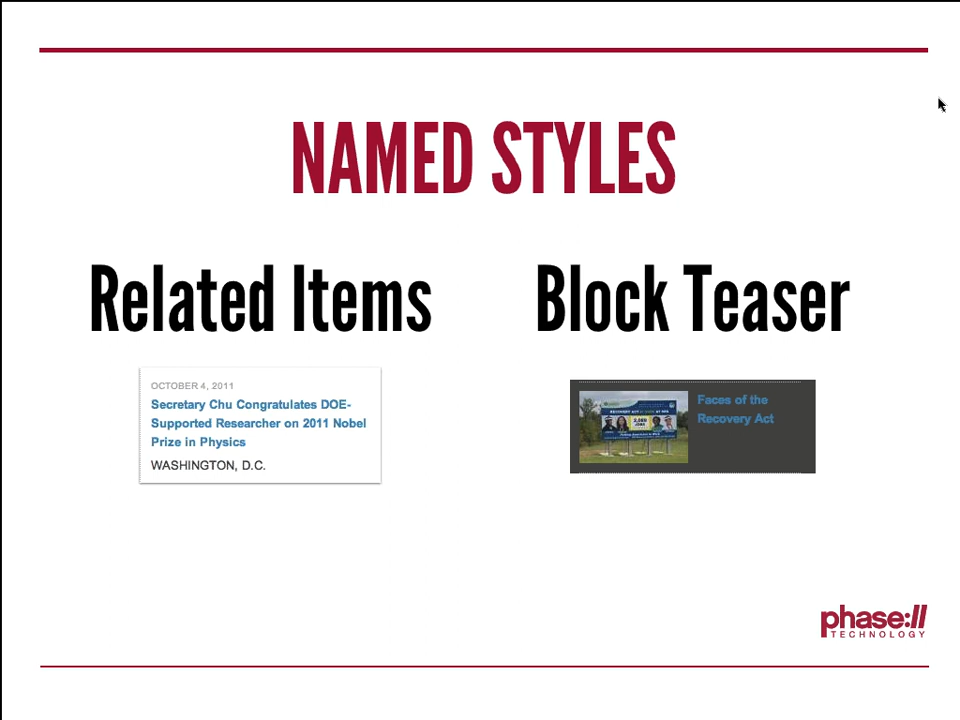 NAMED STYLES
Related Items
Block Teaser
OCTOBER 4, 2011
Secretary Chu Congratulates DOE-
Supported Researcher on 2011 Nobel
Prize in Physics
WASHINGTON, D.C.
Faces of the
Recovery Act
phase:ll
TECHNOLOGY